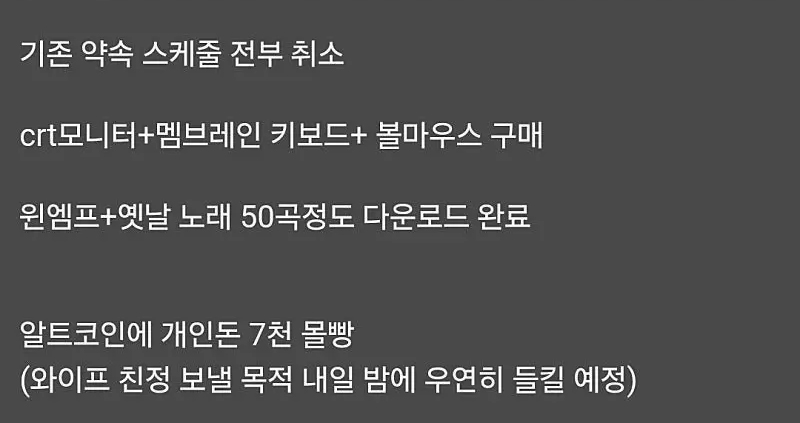 기존 약속 스케줄 전부 취소
crt모니터+멤브레인 키보드+ 볼마우스 구매
윈엠프+옛날 노래 50곡정도 다운로드 완료
알트코인에 개인돈 7천 몰빵
(와이프 친정 보낼 목적 내일 밤에 우연히 들킬 예정)